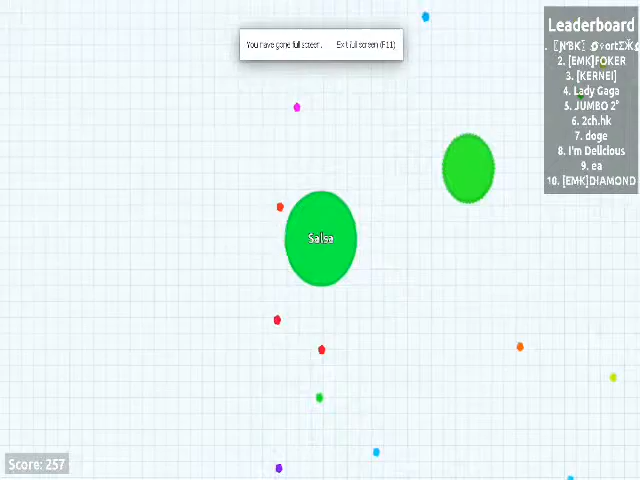 You have gone full screen. Exit full screen (F11)
Leaderboard
2. [EMK]FOKER
3. [KERNEl]
4. Lady Gaga
5. JUMBO 2°
6. 2ch.hk
7. doge
8. I'm Delicious
9. ea
10. [EMK]DIAMOND
Salsa
Score: 257